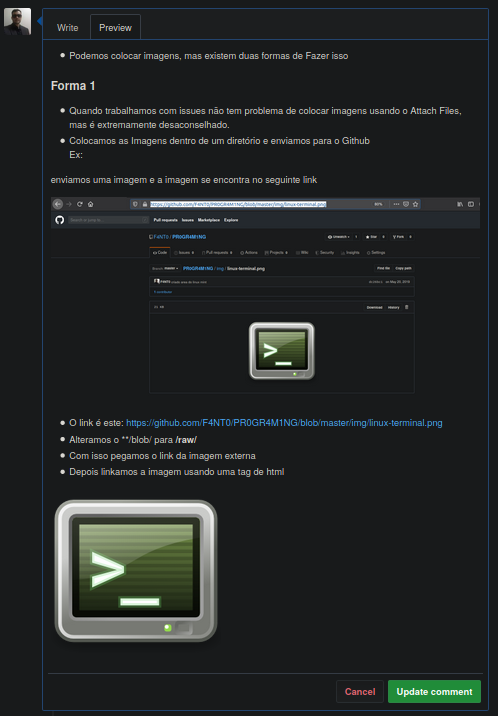 Write
Preview
Podemos colocar imagens, mas existem duas formas de Fazer isso
Forma 1
Quando trabalhamos com issues não tem problema de colocar imagens usando o Attach Files,
mas é extremamente desaconselhado.
Colocamos as Imagens dentro de um diretório e enviamos para o Github
Ex:
enviamos uma imagem e a imagem se encontra no seguinte link
https://github.com/F4NT0/PR0GR4M1NG/blob/master/img/linux-terminal.png
Pull requests Issues Marketplace Explore
F4NT0 / PR0GR4M1NG
Code Issues Pull requests Actions Projects Wiki Security Insights Settings
PR0GR4M1NG / img / linux-terminal.png
Find file Copy path
Download History
>_
O link é este: https://github.com/F4NT0/PR0GR4M1NG/blob/master/img/linux-terminal.png
Alteramos o **/blob/ para /raw/
Com isso pegamos o link da imagem externa
Depois linkamos a imagem usando uma tag de html
>_
Cancel
Update comment